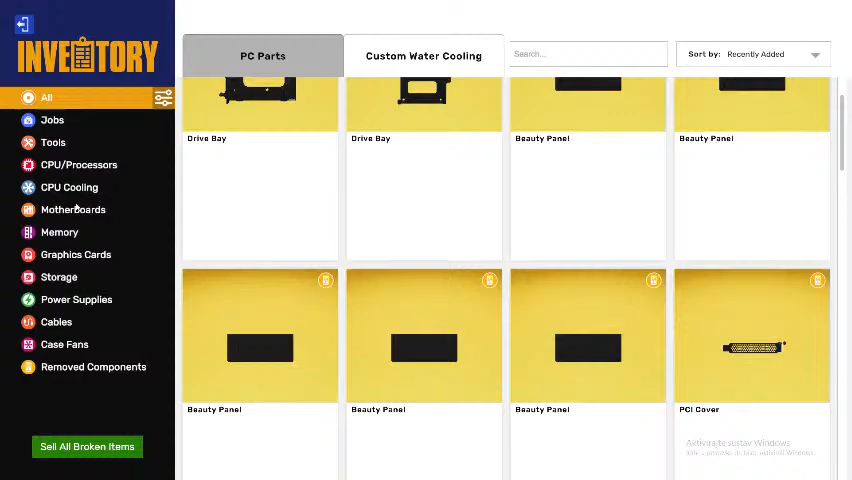 INVENTORY
PC Parts
Custom Water Cooling
Search...
Sort by: Recently Added
All
Jobs
Tools
CPU/Processors
CPU Cooling
Motherboards
Memory
Graphics Cards
Storage
Power Supplies
Cables
Case Fans
Removed Components
Sell All Broken Items
Drive Bay
Drive Bay
Beauty Panel
Beauty Panel
Beauty Panel
Beauty Panel
Beauty Panel
PCI Cover
Aktivirajte sustav Windows